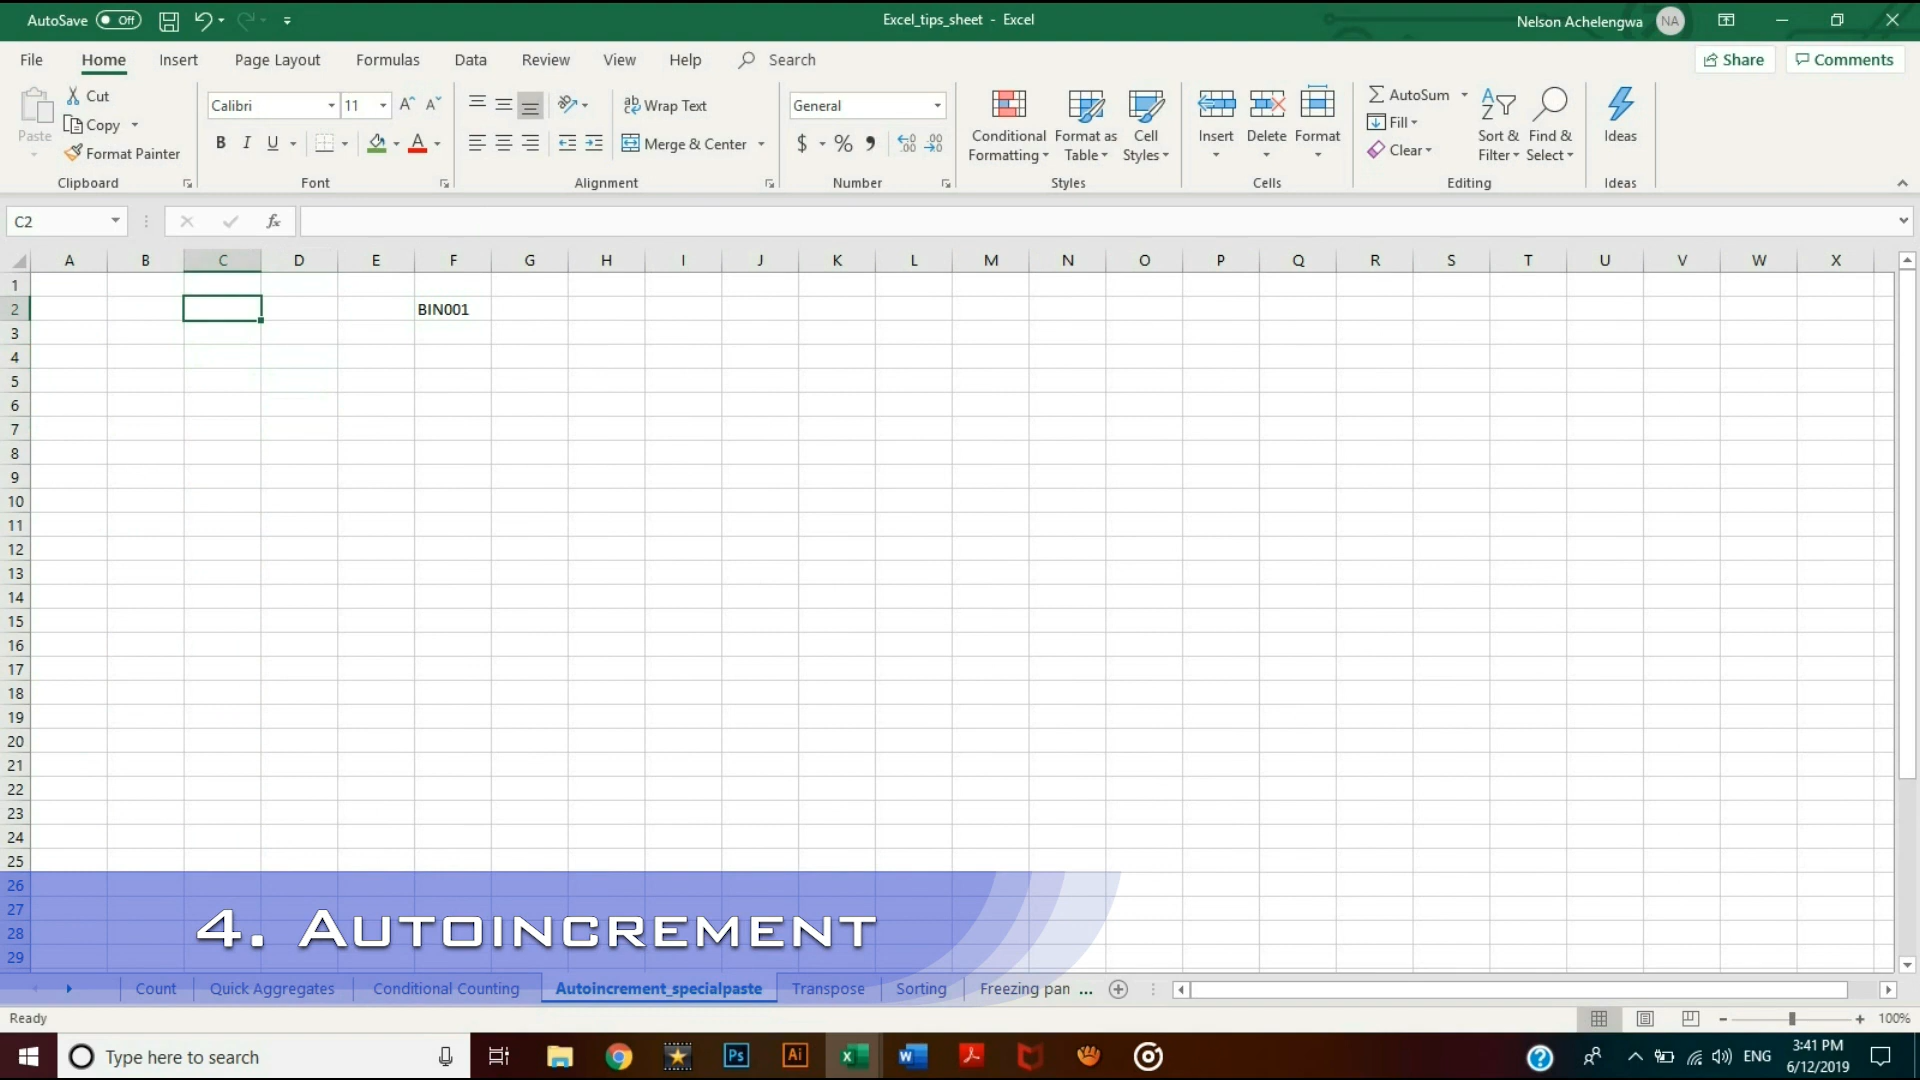 AutoSave Off Excel_tips_sheet - Excel Nelson Achelengwa NA
File Home Insert Page Layout Formulas Data Review View Help Search Share Comments
Paste Cut Copy Format Painter Clipboard
Calibri 11 A A B I U A Font
ab Wrap Text Merge & Center Alignment
General $ % , Number
Conditional Formatting Format as Table Cell Styles Styles
Insert Delete Format Cells
AutoSum Fill Clear Sort & Filter Find & Select Editing
Ideas Ideas
C2 fx
A B C D E F G H I J K L M N O P Q R S T U V W X
1
2 BIN001
3
4
5
6
7
8
9
10
11
12
13
14
15
16
17
18
19
20
21
22
23
24
25
26
27
28
29
4. Autoincrement
Count Quick Aggregates Conditional Counting Autoincrement_specialpaste Transpose Sorting Freezing pan ...
Ready 100%
Type here to search Ps Ai ENG 3:41 PM
6/12/2019